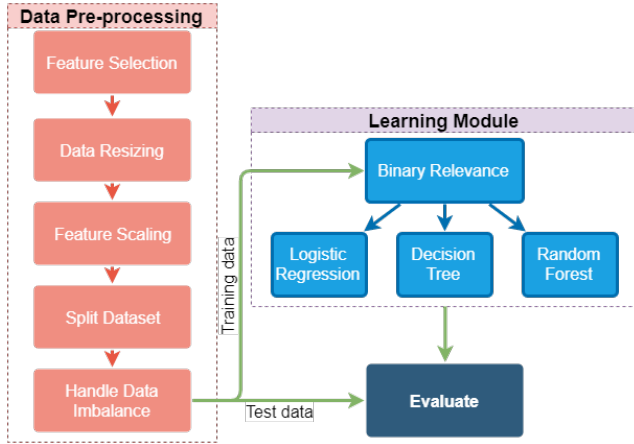 Data Pre-processing
Feature Selection
Data Resizing
Feature Scaling
Split Dataset
Handle Data
Imbalance
Training data
Test data
Learning Module
Binary Relevance
Logistic
Regression
Decision
Tree
Random
Forest
Evaluate